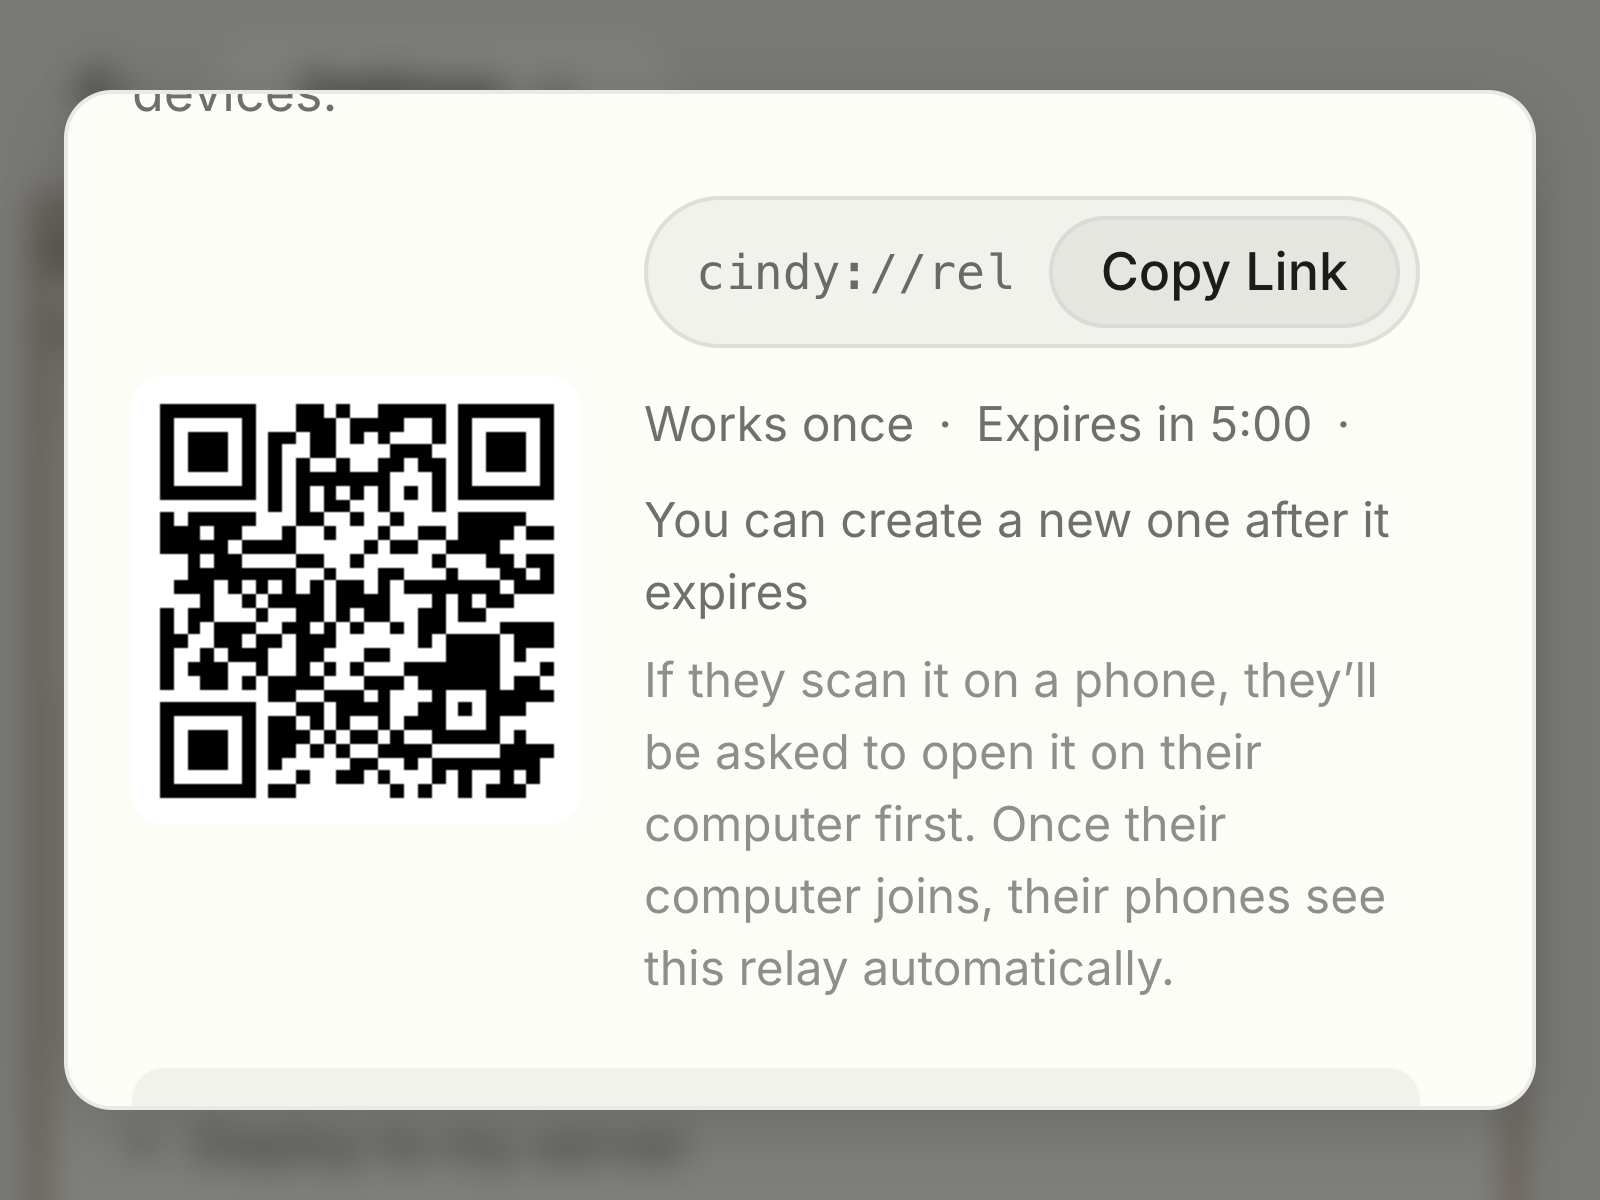 devices.
cindy://rel
Copy Link
Works once · Expires in 5:00 ·
You can create a new one after it
expires
If they scan it on a phone, they’ll
be asked to open it on their
computer first. Once their
computer joins, their phones see
this relay automatically.